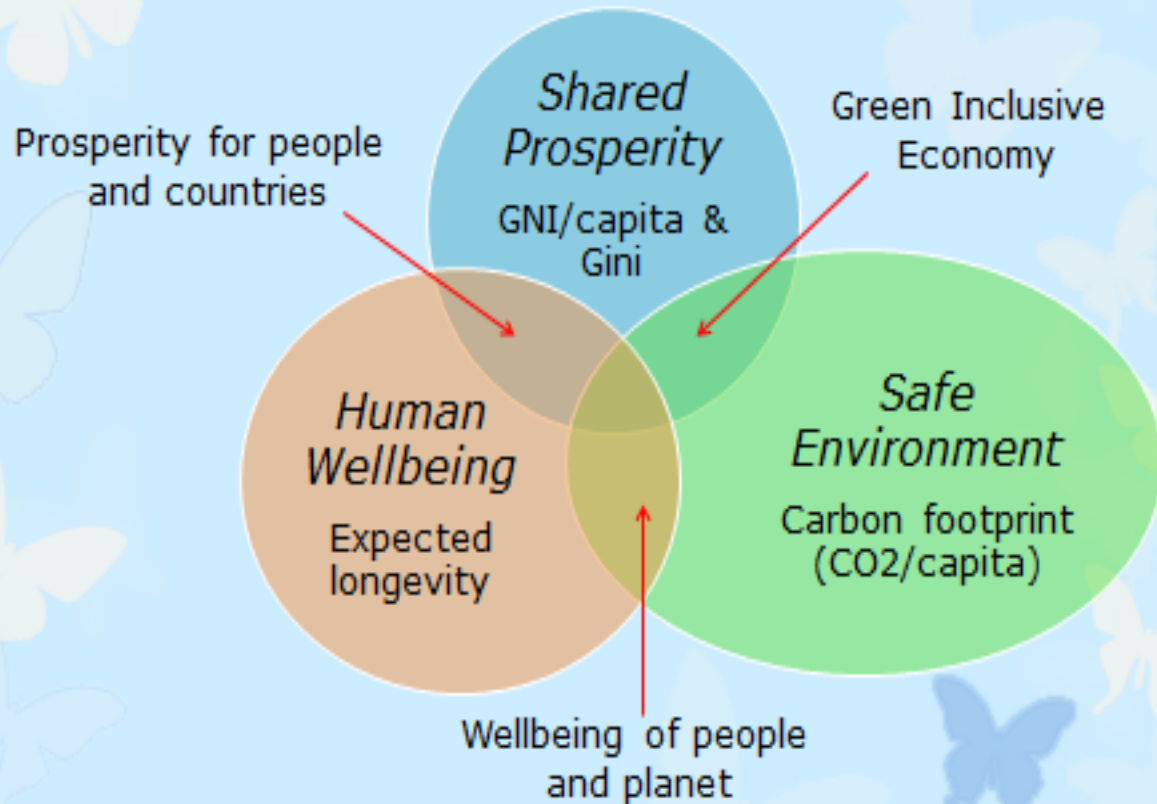 Shared
Prosperity
GNI/capita &
Gini
Prosperity for people
and countries
Green Inclusive
Economy
Human
Wellbeing
Expected
longevity
Safe
Environment
Carbon footprint
(CO2/capita)
Wellbeing of people
and planet